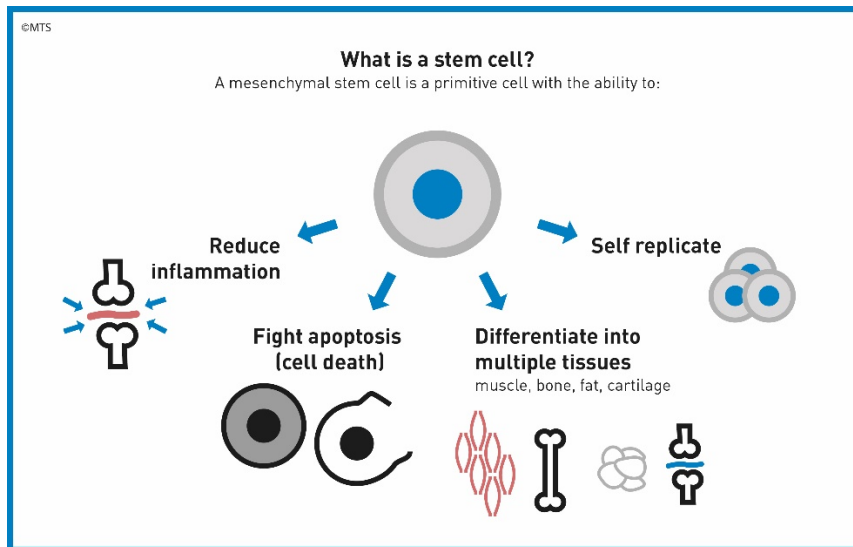 ©MTS
What is a stem cell?
A mesenchymal stem cell is a primitive cell with the ability to:
Reduce
inflammation
Self replicate
Fight apoptosis
(cell death)
Differentiate into
multiple tissues
muscle, bone, fat, cartilage